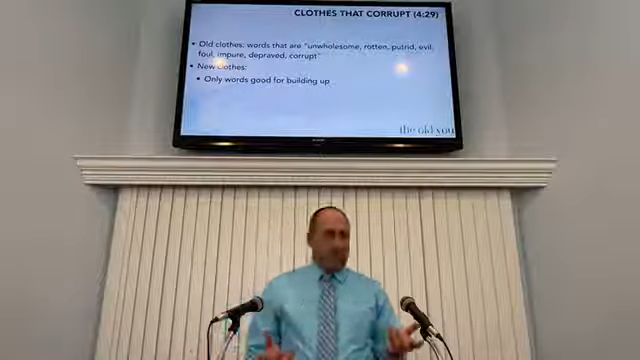 CLOTHES THAT CORRUPT (4:29)
• Old clothes: words that are "unwholesome, rotten, putrid, evil,
foul, impure, depraved, corrupt"
• New clothes:
• Only words good for building up
the old you